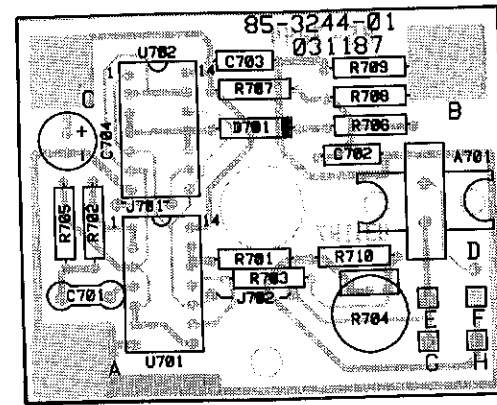 85-3244-01
031187
U702
1 14
C703
R709
R707
R708
C
B
+
C704
D701
R706
C702
A701
J701
1 14
R705
R702
R701
R710
D
R703
C701
J702
R704
E F
U701
A
G H